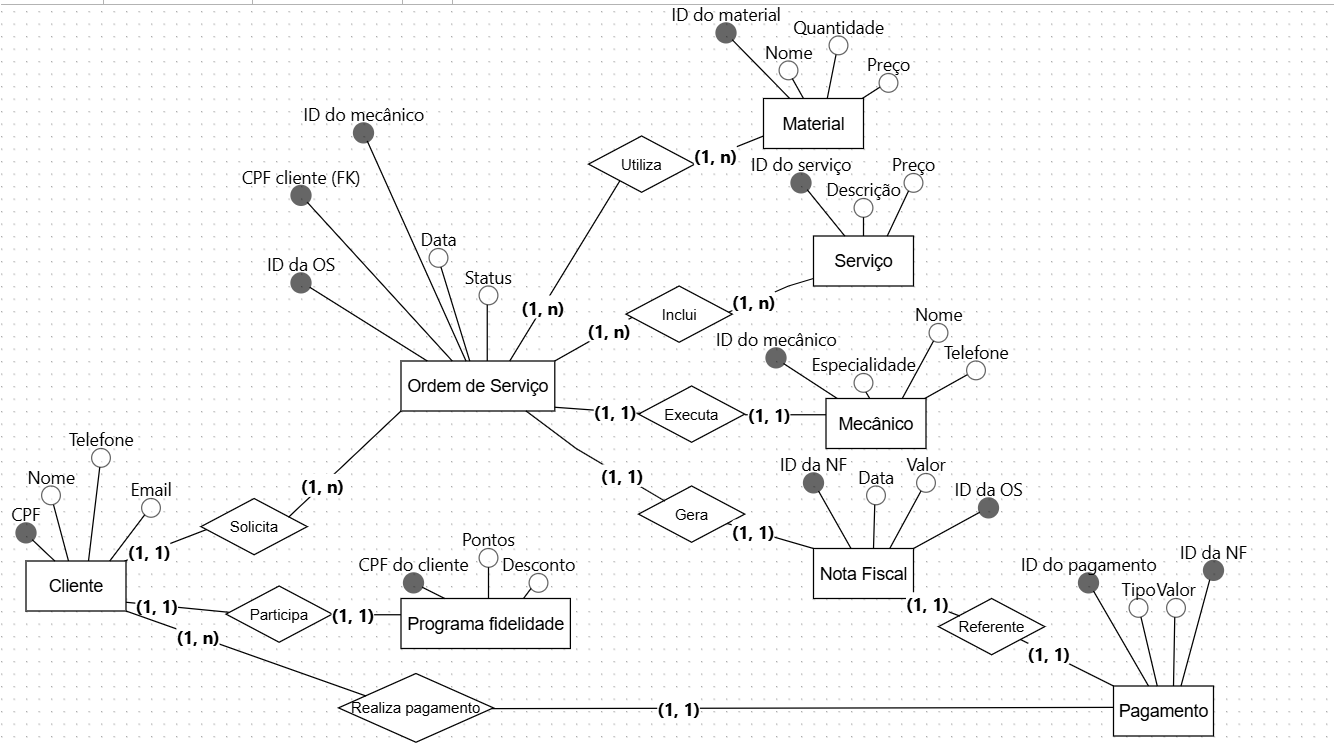 ID do material
Quantidade
Nome
Preço
Material
ID do mecânico
CPF cliente (FK)
ID da OS
Data
Status
Utiliza
(1, n)
(1, n)
ID do serviço
Preço
Descrição
Serviço
Inclui
(1, n)
(1, n)
Ordem de Serviço
ID do mecânico
Nome
Especialidade
Telefone
Mecânico
(1, 1)
Executa
(1, 1)
(1, 1)
Gera
(1, 1)
ID da NF
Data
Valor
ID da OS
Nota Fiscal
Telefone
Nome
Email
CPF
Cliente
(1, 1)
Solicita
(1, n)
(1, 1)
Participa
(1, 1)
CPF do cliente
Pontos
Desconto
Programa fidelidade
(1, 1)
Referente
(1, 1)
ID do pagamento
Tipo
Valor
ID da NF
(1, n)
Realiza pagamento
(1, 1)
Pagamento